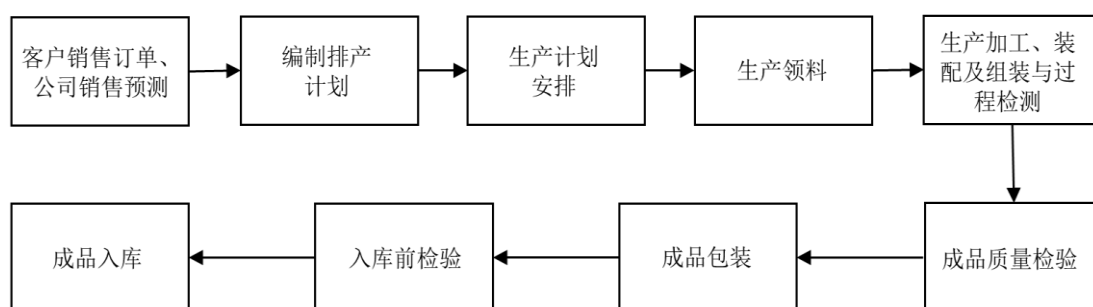 客户销售订单、
公司销售预测
编制排产
计划
生产计划
安排
生产领料
生产加工、装
配及组装与过
程检测
成品质量检验
成品包装
入库前检验
成品入库